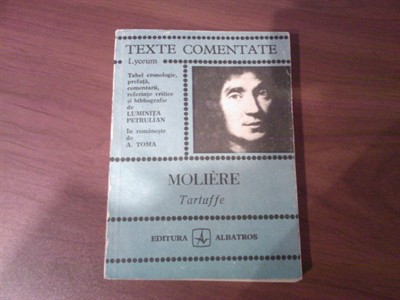 TEXTE COMENTATE
Lyceum
Tabel cronologic,
prefață,
comentarii,
referințe critice
și bibliografie
de
LUMINIȚA
PETRULIAN
În românește
de
A. TOMA
MOLIÈRE
Tartuffe
EDITURA ALBATROS